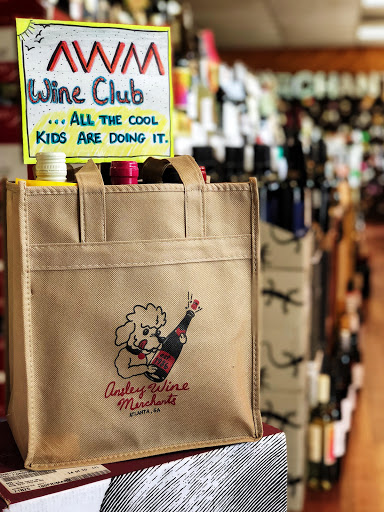 AWM
Wine Club
... ALL THE COOL
KIDS ARE DOING IT.
Ansley Wine
Merchants
ATLANTA, GA